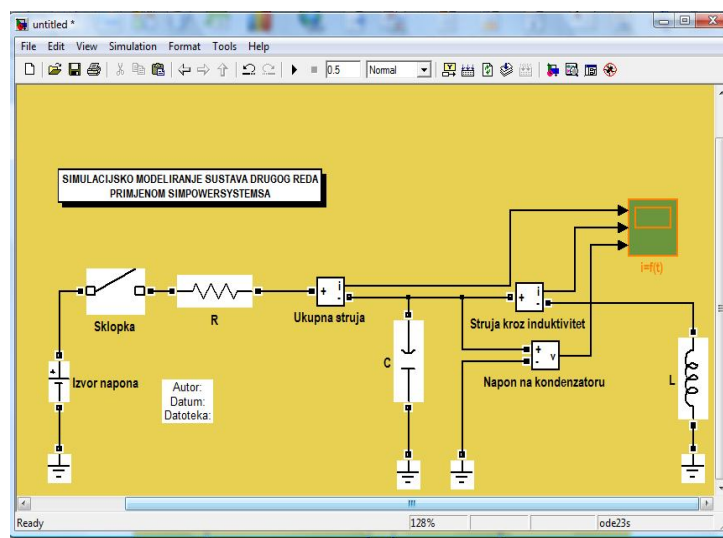 untitled *
File Edit View Simulation Format Tools Help
0.5 Normal
SIMULACIJSKO MODELIRANJE SUSTAVA DRUGOG REDA
PRIMJENOM SIMPOWERSYSTEMSA
i=f(t)
Sklopka
R
+ i -
Ukupna struja
+ i -
Struja kroz induktivitet
+ - v
Napon na kondenzatoru
C
L
+
Izvor napona
Autor:
Datum:
Datoteka:
Ready 128% ode23s